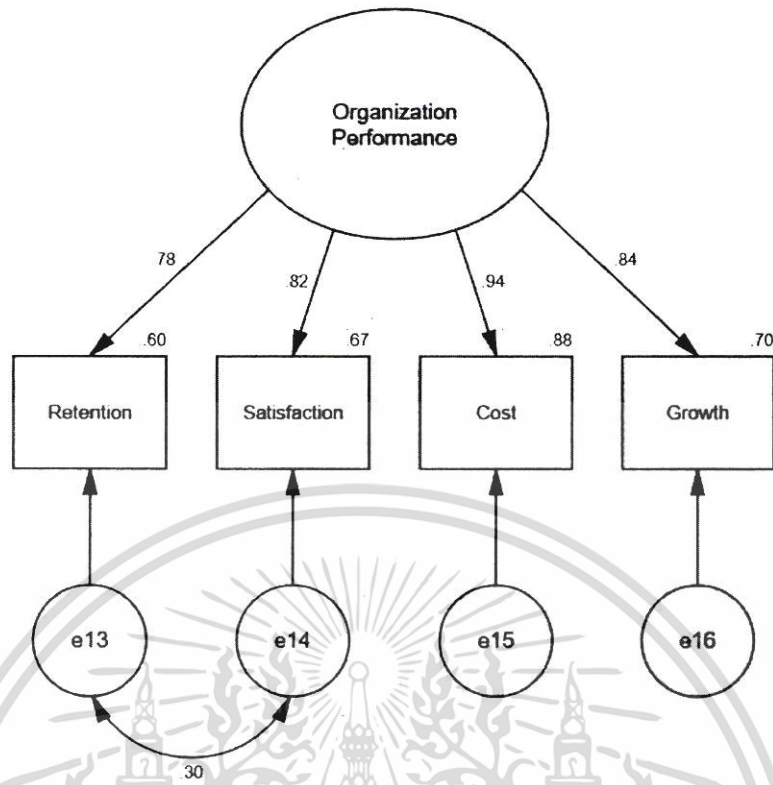 Organization
Performance
78
.82
.94
.84
.60
.67
.88
.70
Retention
Satisfaction
Cost
Growth
e13
e14
e15
e16
30